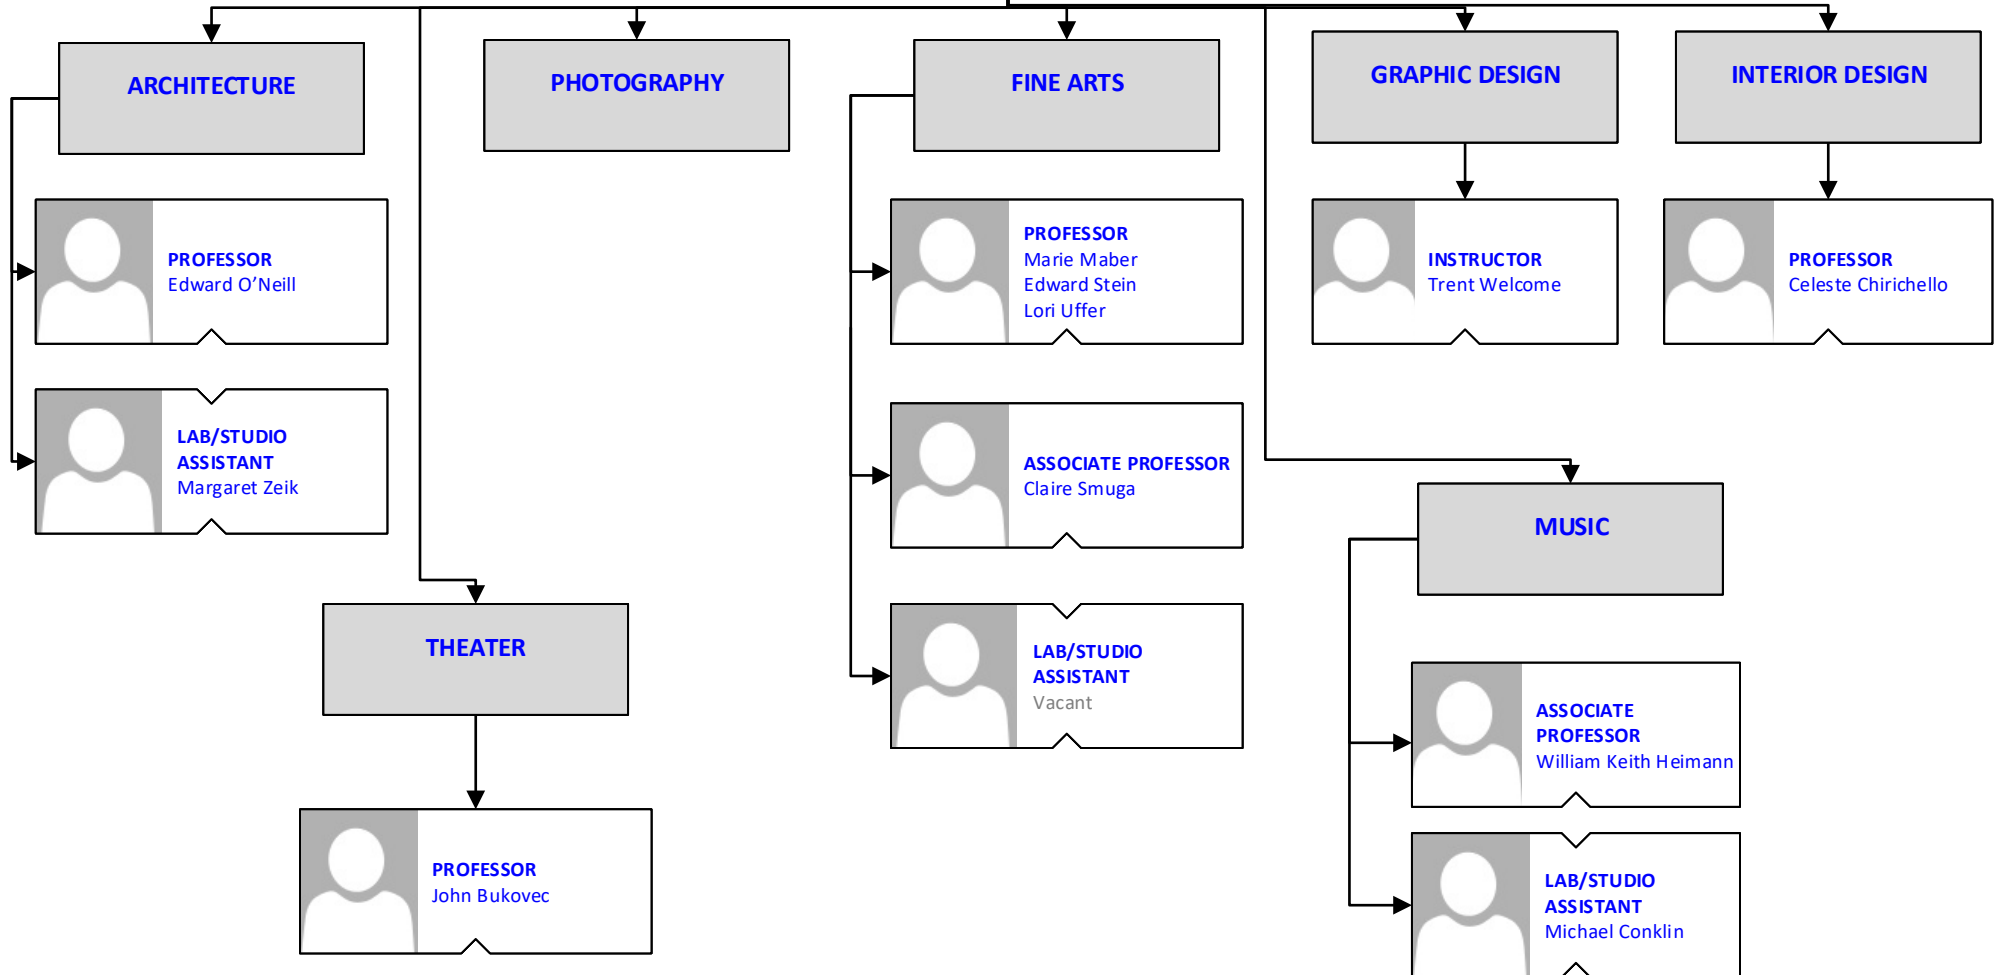 ARCHITECTURE
PHOTOGRAPHY
FINE ARTS
GRAPHIC DESIGN
INTERIOR DESIGN
PROFESSOR
Edward O’Neill
LAB/STUDIO
ASSISTANT
Margaret Zeik
THEATER
PROFESSOR
John Bukovec
PROFESSOR
Marie Maber
Edward Stein
Lori Uffer
ASSOCIATE PROFESSOR
Claire Smuga
LAB/STUDIO
ASSISTANT
Vacant
INSTRUCTOR
Trent Welcome
PROFESSOR
Celeste Chirichello
MUSIC
ASSOCIATE
PROFESSOR
William Keith Heimann
LAB/STUDIO
ASSISTANT
Michael Conklin